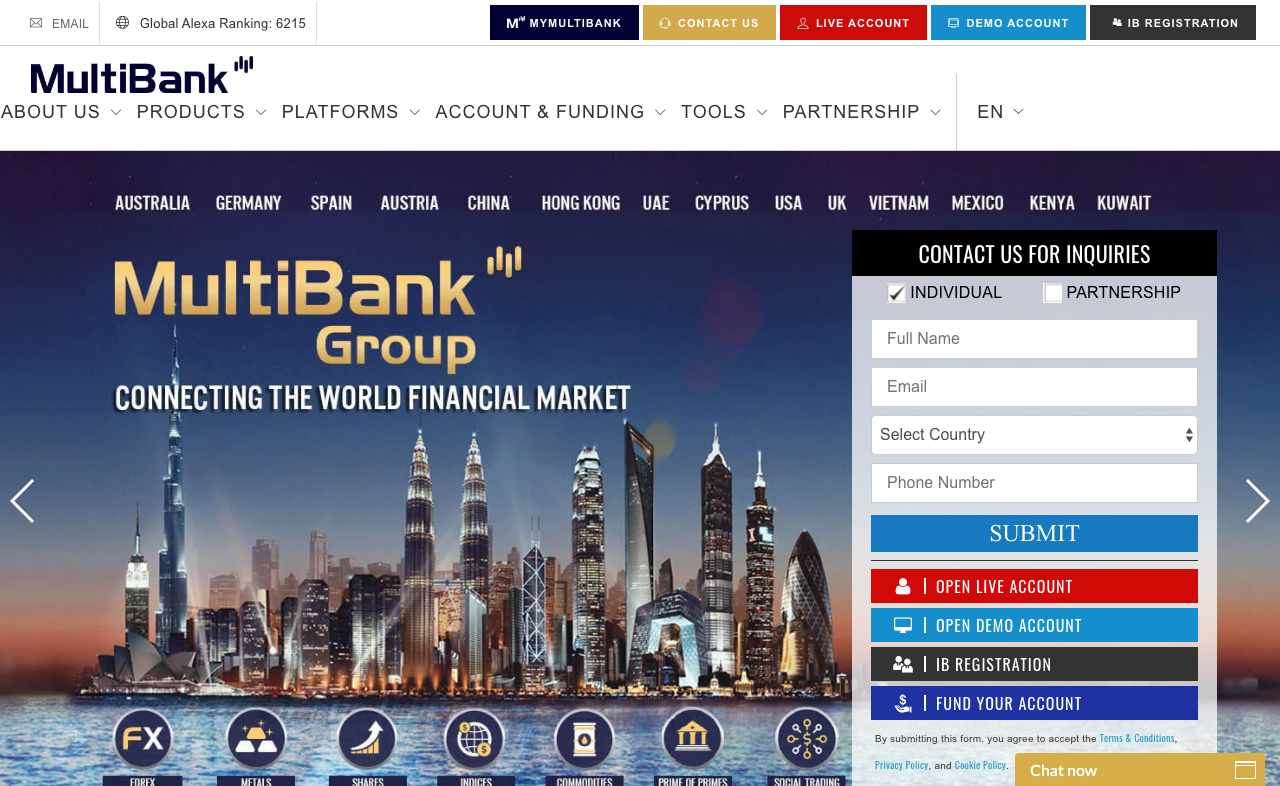 EMAIL
Global Alexa Ranking: 6215
MYMULTIBANK
CONTACT US
LIVE ACCOUNT
DEMO ACCOUNT
IB REGISTRATION
MultiBank
ABOUT US
PRODUCTS
PLATFORMS
ACCOUNT & FUNDING
TOOLS
PARTNERSHIP
EN
AUSTRALIA GERMANY SPAIN AUSTRIA CHINA HONG KONG UAE CYPRUS USA UK VIETNAM MEXICO KENYA KUWAIT
MultiBank
Group
CONNECTING THE WORLD FINANCIAL MARKET
CONTACT US FOR INQUIRIES
INDIVIDUAL
PARTNERSHIP
Full Name
Email
Select Country
Phone Number
SUBMIT
OPEN LIVE ACCOUNT
OPEN DEMO ACCOUNT
IB REGISTRATION
FUND YOUR ACCOUNT
By submitting this form, you agree to accept the Terms & Conditions,
Privacy Policy, and Cookie Policy.
FX
FOREX
METALS
SHARES
INDICES
COMMODITIES
PRIME OF PRIMES
SOCIAL TRADING
Chat now